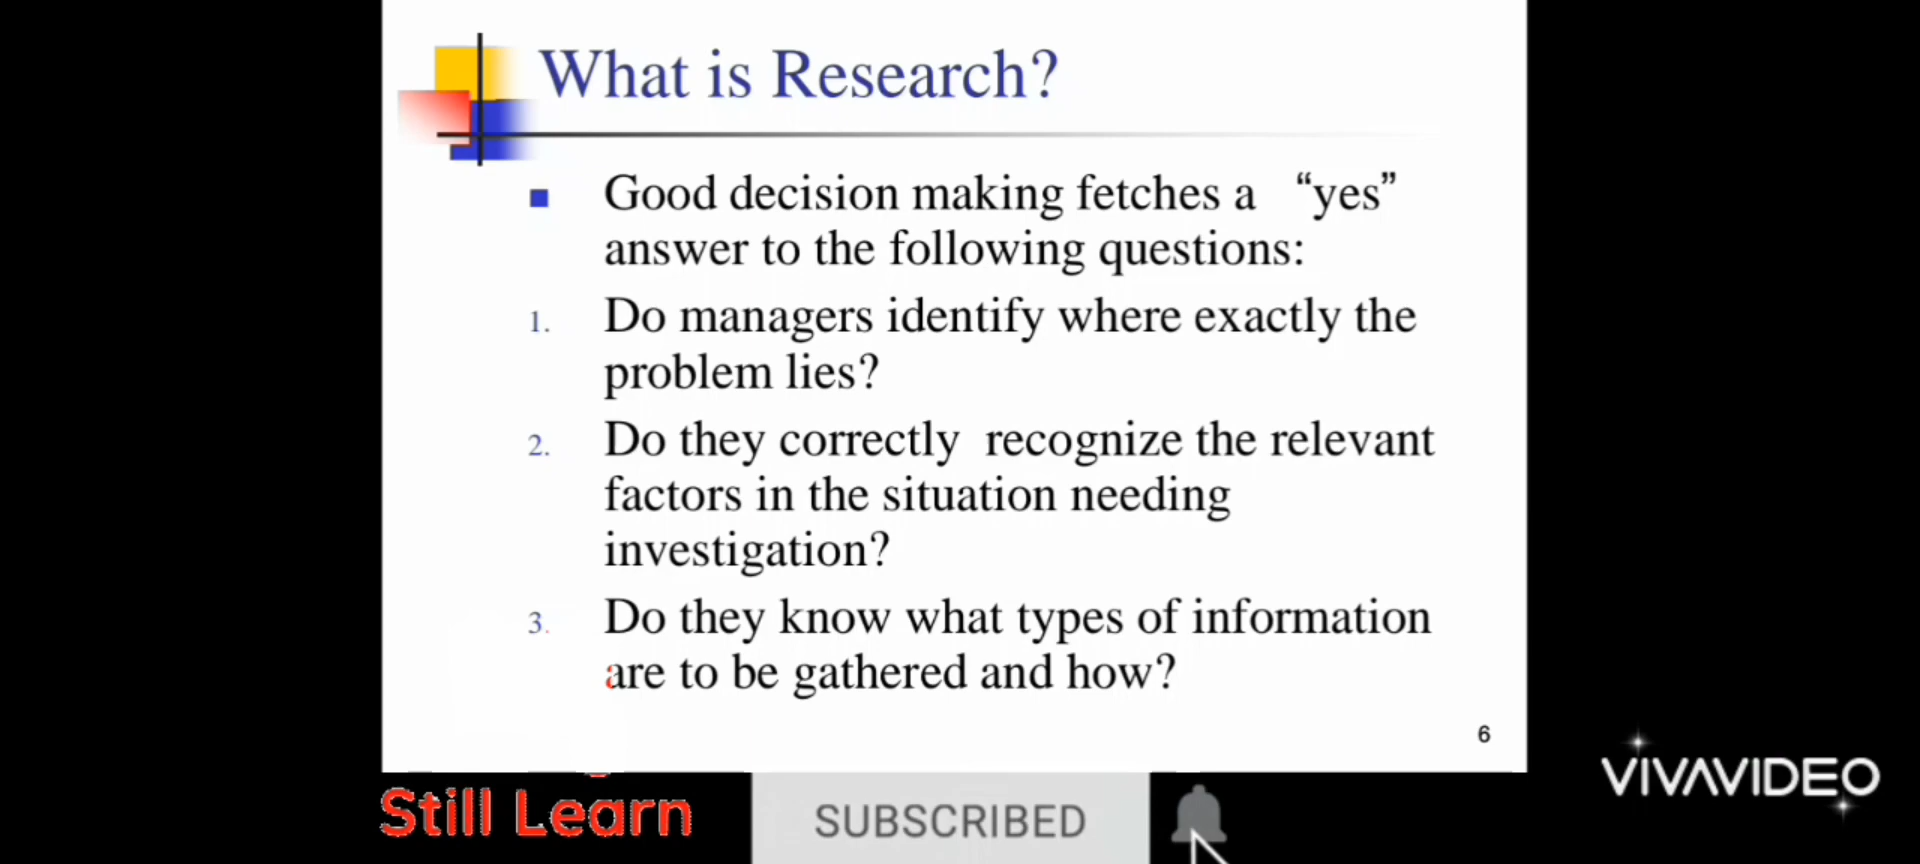 What is Research?
■ Good decision making fetches a “yes”
answer to the following questions:
1. Do managers identify where exactly the
problem lies?
2. Do they correctly recognize the relevant
factors in the situation needing
investigation?
3. Do they know what types of information
are to be gathered and how?
6
Still Learn
SUBSCRIBED
VIVAVIDEO